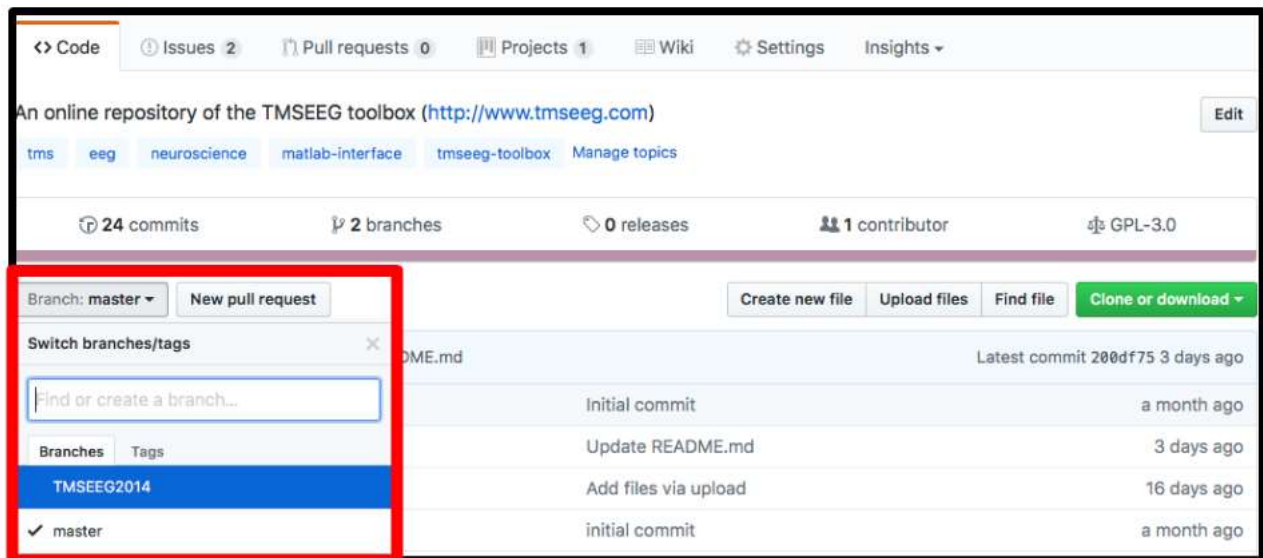 <> Code Issues 2 Pull requests 0 Projects 1 Wiki Settings Insights
An online repository of the TMSEEG toolbox (http://www.tmseeg.com) Edit
tms eeg neuroscience matlab-interface tmseeg-toolbox Manage topics
24 commits 2 branches 0 releases 1 contributor GPL-3.0
Branch: master New pull request Create new file Upload files Find file Clone or download
Switch branches/tags
DME.md Latest commit 200df75 3 days ago
Find or create a branch...
Initial commit a month ago
Branches Tags
Update README.md 3 days ago
TMSEEG2014
Add files via upload 16 days ago
master
initial commit a month ago